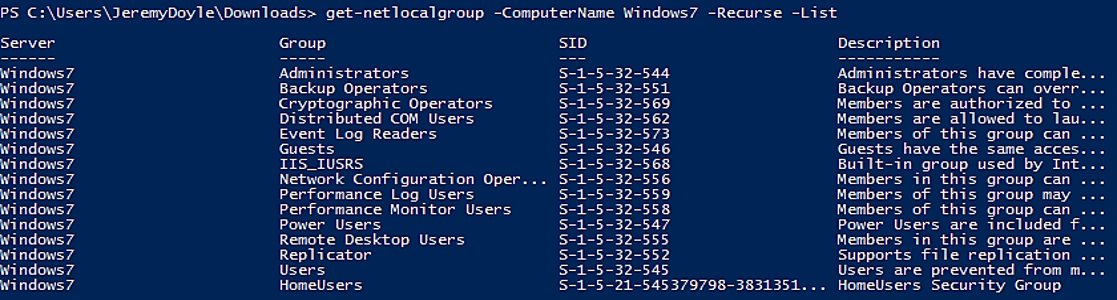 PS C:\Users\JeremyDoyle\Downloads> get-netlocalgroup -ComputerName Windows7 -Recurse -List
Server Group SID Description
------ ----- --- -----------
Windows7 Administrators S-1-5-32-544 Administrators have comple...
Windows7 Backup Operators S-1-5-32-551 Backup Operators can overr...
Windows7 Cryptographic Operators S-1-5-32-569 Members are authorized to ...
Windows7 Distributed COM Users S-1-5-32-562 Members are allowed to lau...
Windows7 Event Log Readers S-1-5-32-573 Members of this group can ...
Windows7 Guests S-1-5-32-546 Guests have the same acces...
Windows7 IIS_IUSRS S-1-5-32-568 Built-in group used by Int...
Windows7 Network Configuration Oper... S-1-5-32-556 Members in this group can ...
Windows7 Performance Log Users S-1-5-32-559 Members of this group may ...
Windows7 Performance Monitor Users S-1-5-32-558 Members of this group can ...
Windows7 Power Users S-1-5-32-547 Power Users are included f...
Windows7 Remote Desktop Users S-1-5-32-555 Members in this group are ...
Windows7 Replicator S-1-5-32-552 Supports file replication ...
Windows7 Users S-1-5-32-545 Users are prevented from m...
Windows7 HomeUsers S-1-5-21-545379798-3831351... HomeUsers Security Group